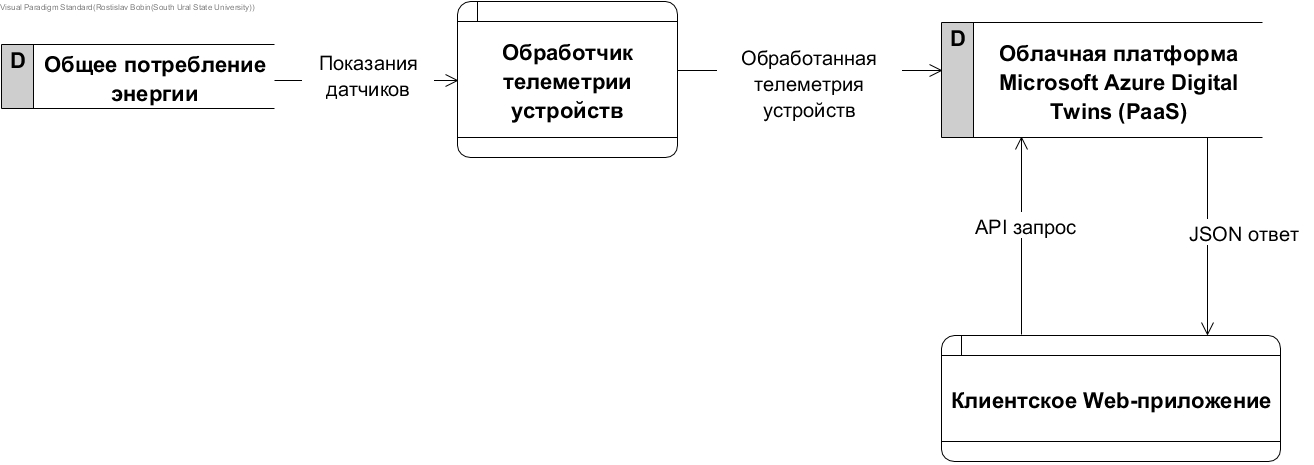 Visual Paradigm Standard(Rostislav Bobin(South Ural State University))
D
Общее потребление
энергии
Показания
датчиков
Обработчик
телеметрии
устройств
Обработанная
телеметрия
устройств
D
Облачная платформа
Microsoft Azure Digital
Twins (PaaS)
API запрос
JSON ответ
Клиентское Web-приложение